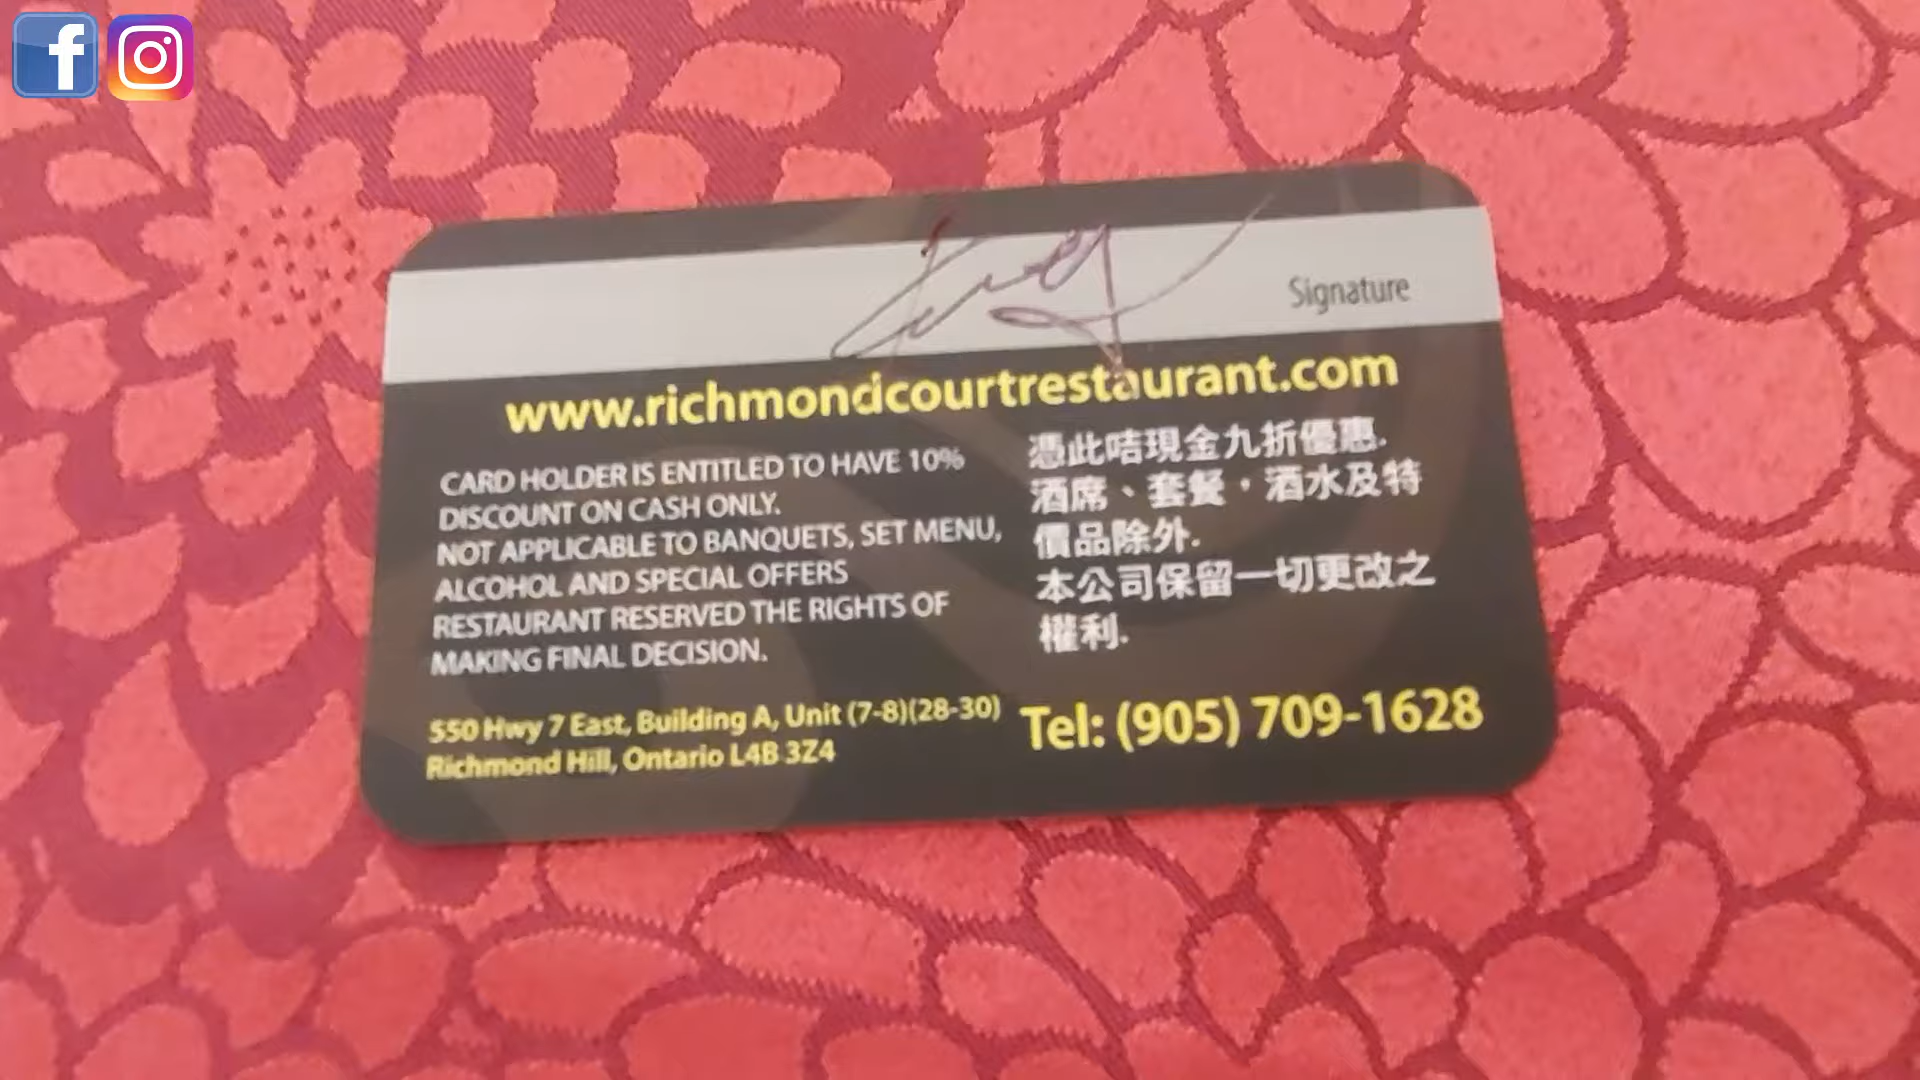 Signature
www.richmondcourtrestaurant.com
CARD HOLDER IS ENTITLED TO HAVE 10%
DISCOUNT ON CASH ONLY.
NOT APPLICABLE TO BANQUETS, SET MENU,
ALCOHOL AND SPECIAL OFFERS
RESTAURANT RESERVED THE RIGHTS OF
MAKING FINAL DECISION.
憑此咭現金九折優惠.
酒席、套餐，酒水及特
價品除外.
本公司保留一切更改之
權利.
550 Hwy 7 East, Building A, Unit (7-8)(28-30)
Richmond Hill, Ontario L4B 3Z4
Tel: (905) 709-1628